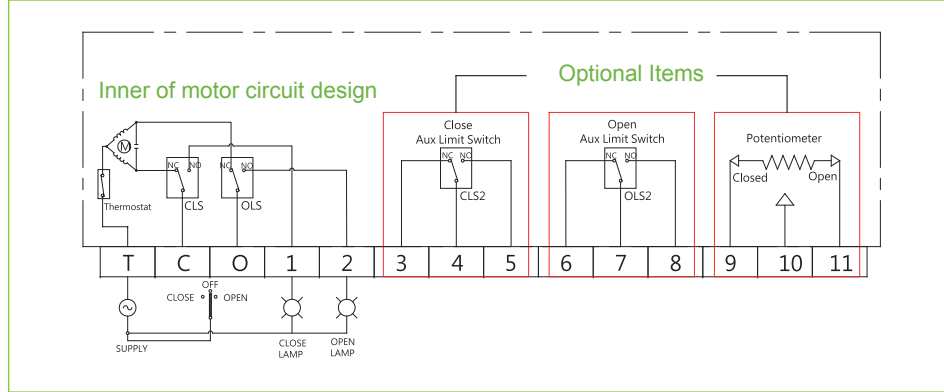 Optional Items
Inner of motor circuit design
Close
Aux Limit Switch
Open
Aux Limit Switch
Potentiometer
M
NC NO
NC NO
NC NO
NC NO
Closed
Open
Thermostat
CLS
OLS
CLS2
OLS2
T C O 1 2 3 4 5 6 7 8 9 10 11
OFF
CLOSE
OPEN
SUPPLY
CLOSE
LAMP
OPEN
LAMP